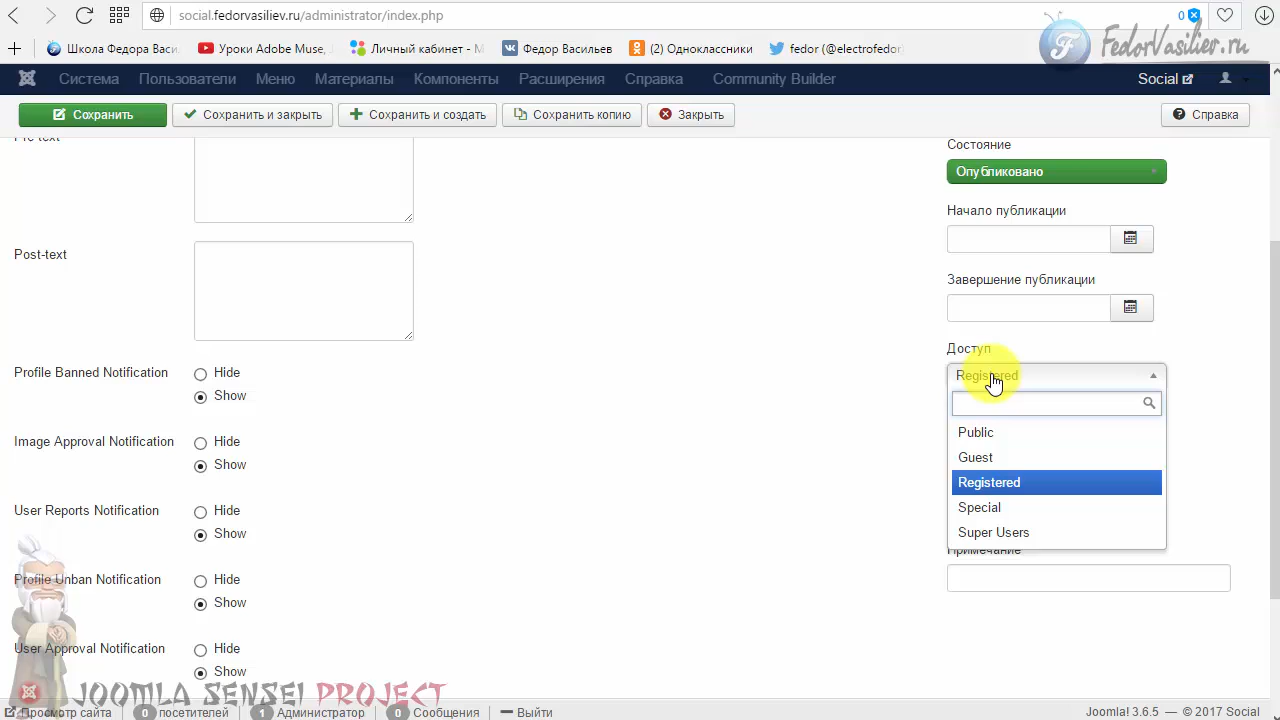 social.fedorvasiliev.ru/administrator/index.php
0
Школа Федора Васи
Уроки Adobe Muse,
Личный кабинет - М
Федор Васильев
(2) Одноклассники
fedor (@electrofedor
FedorVasiliev.ru
Система
Пользователи
Меню
Материалы
Компоненты
Расширения
Справка
Community Builder
Social
Сохранить
Сохранить и закрыть
Сохранить и создать
Сохранить копию
Закрыть
Справка
Pre-text
Состояние
Опубликовано
Начало публикации
Post-text
Завершение публикации
Доступ
Registered
Profile Banned Notification
Hide
Show
Public
Image Approval Notification
Hide
Show
Guest
Registered
User Reports Notification
Hide
Show
Special
Super Users
Примечание
Profile Unban Notification
Hide
Show
User Approval Notification
Hide
Show
JOOMLA SENSEI PROJECT
Просмотр сайта
0 посетителей
1 Администратор
0 Сообщения
Выйти
Joomla! 3.6.5 — © 2017 Social